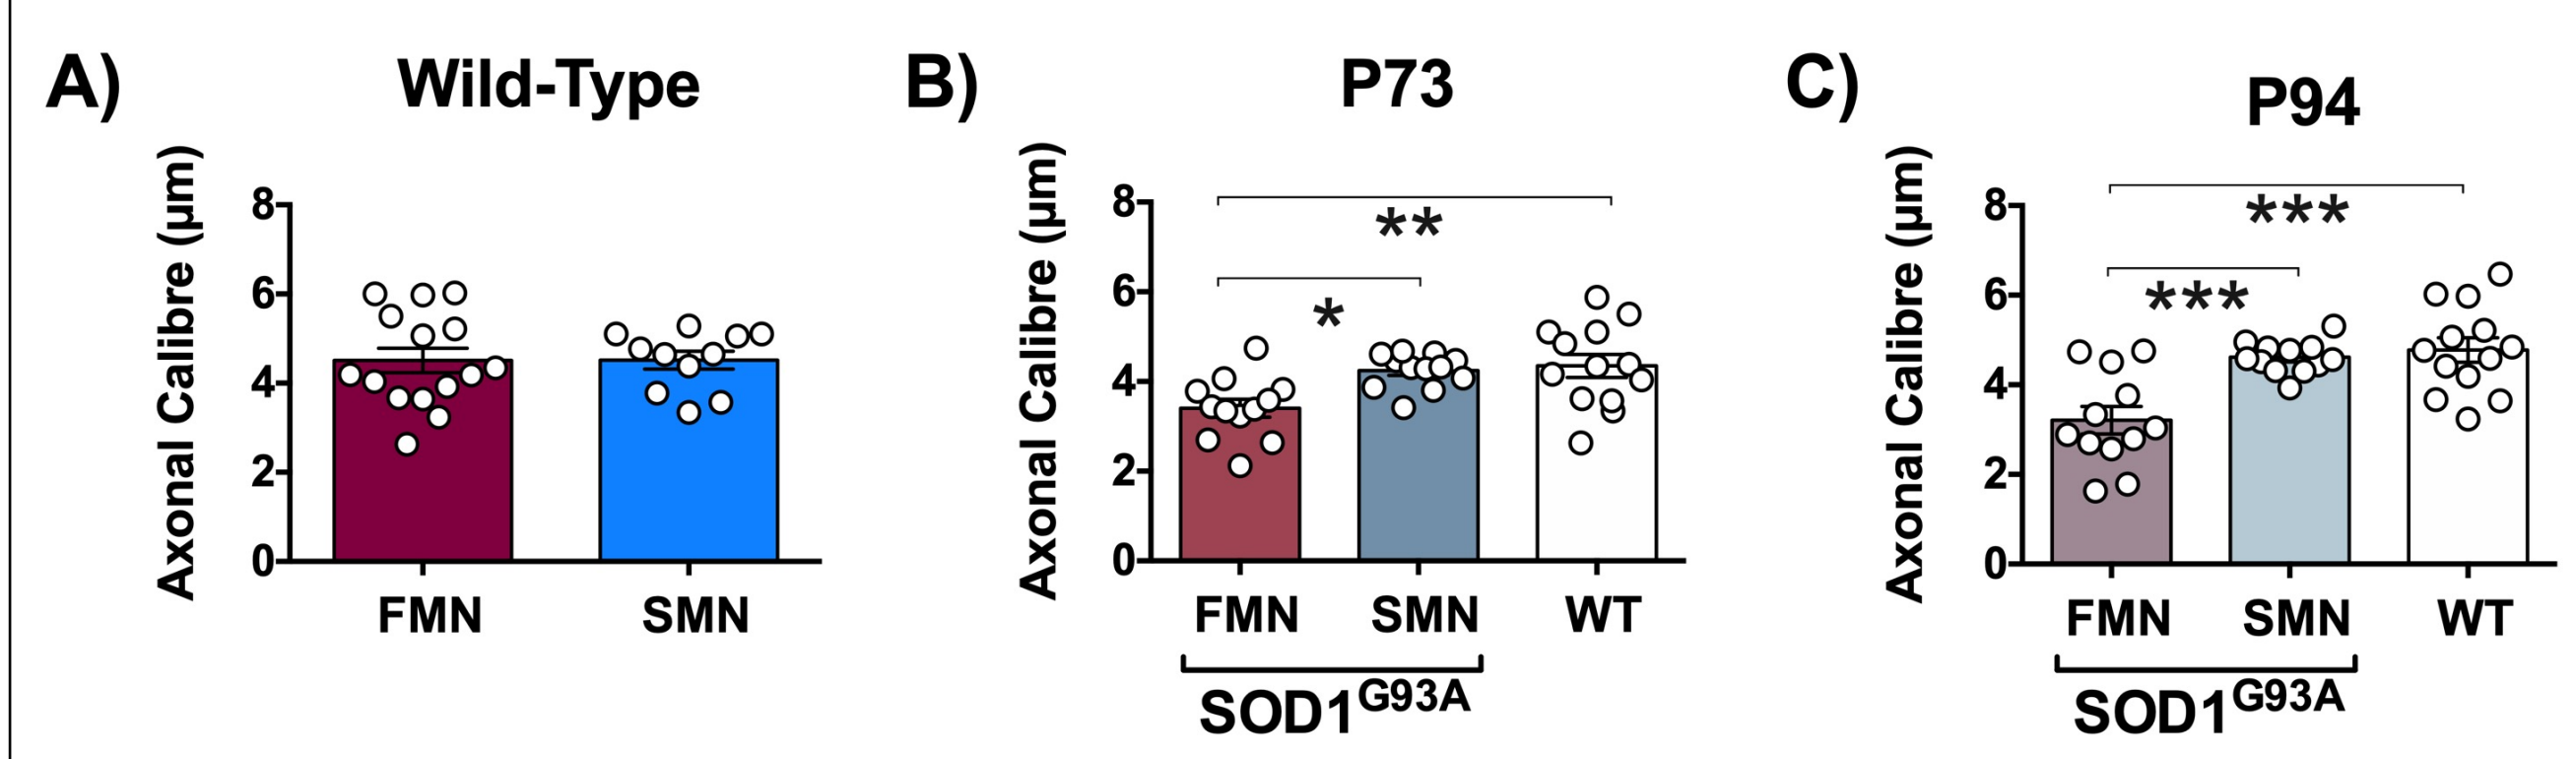 A) Wild-Type
Axonal Calibre (μm)
8
6
4
2
0
FMN SMN
B) P73
Axonal Calibre (μm)
8
6
4
2
0
**
*
FMN SMN WT
SOD1G93A
C) P94
Axonal Calibre (μm)
8
6
4
2
0
***
***
FMN SMN WT
SOD1G93A